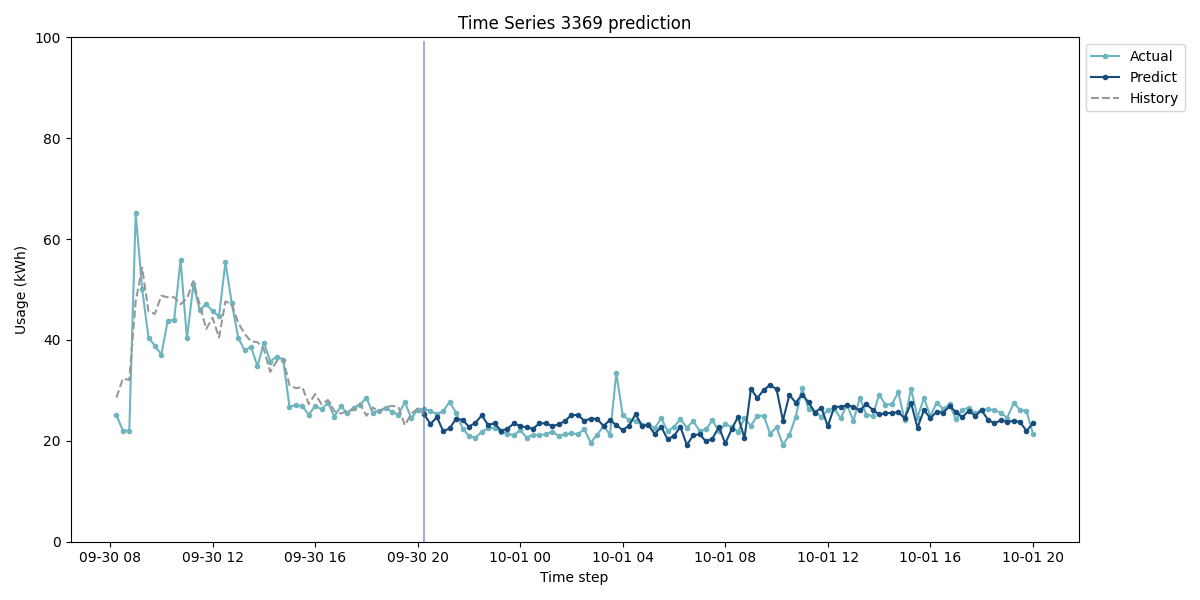 Time Series 3369 prediction
100
80
60
40
20
0
Usage (kWh)
09-30 08
09-30 12
09-30 16
09-30 20
10-01 00
10-01 04
10-01 08
10-01 12
10-01 16
10-01 20
Time step
Actual
Predict
History